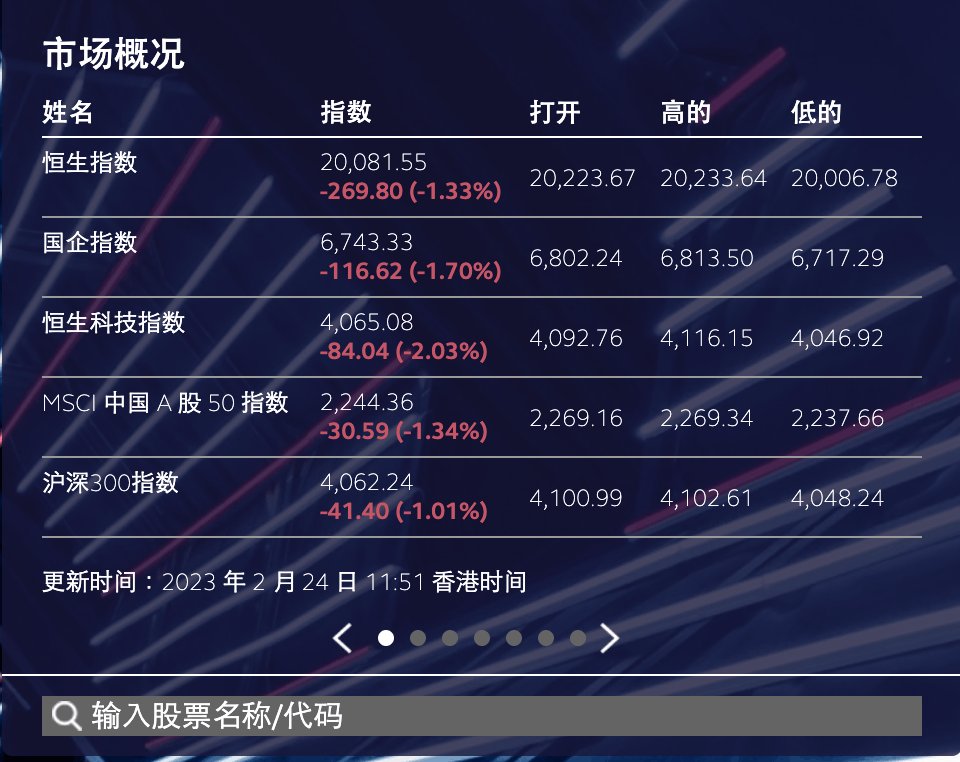 市场概况
姓名 指数 打开 高的 低的
恒生指数 20,081.55 20,223.67 20,233.64 20,006.78
-269.80 (-1.33%)
国企指数 6,743.33 6,802.24 6,813.50 6,717.29
-116.62 (-1.70%)
恒生科技指数 4,065.08 4,092.76 4,116.15 4,046.92
-84.04 (-2.03%)
MSCI 中国 A 股 50 指数 2,244.36 2,269.16 2,269.34 2,237.66
-30.59 (-1.34%)
沪深300指数 4,062.24 4,100.99 4,102.61 4,048.24
-41.40 (-1.01%)
更新时间：2023 年 2 月 24 日 11:51 香港时间
输入股票名称/代码